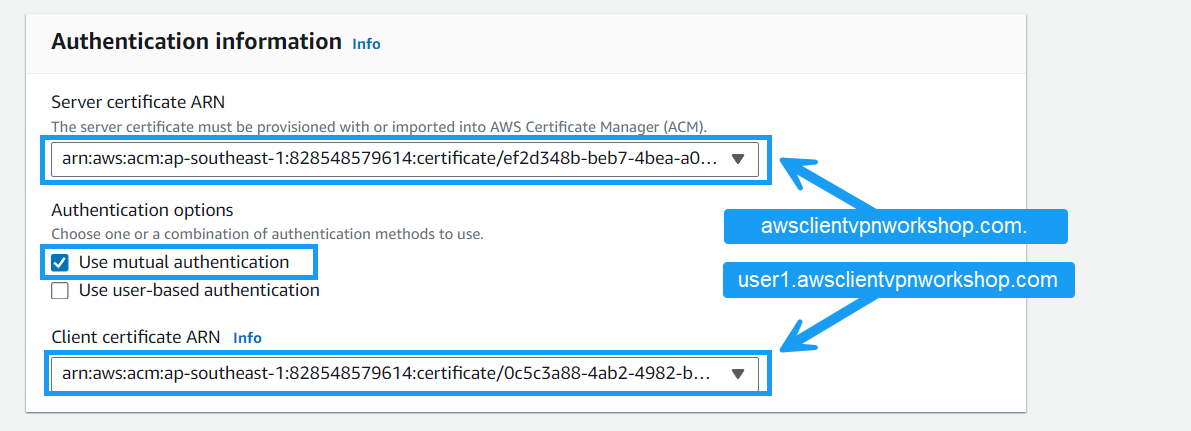 Authentication information Info
Server certificate ARN
The server certificate must be provisioned with or imported into AWS Certificate Manager (ACM).
arn:aws:acm:ap-southeast-1:828548579614:certificate/ef2d348b-beb7-4bea-a0...
awsclientvpnworkshop.com.
Authentication options
Choose one or a combination of authentication methods to use.
Use mutual authentication
user1.awsclientvpnworkshop.com
Use user-based authentication
Client certificate ARN Info
arn:aws:acm:ap-southeast-1:828548579614:certificate/0c5c3a88-4ab2-4982-b...